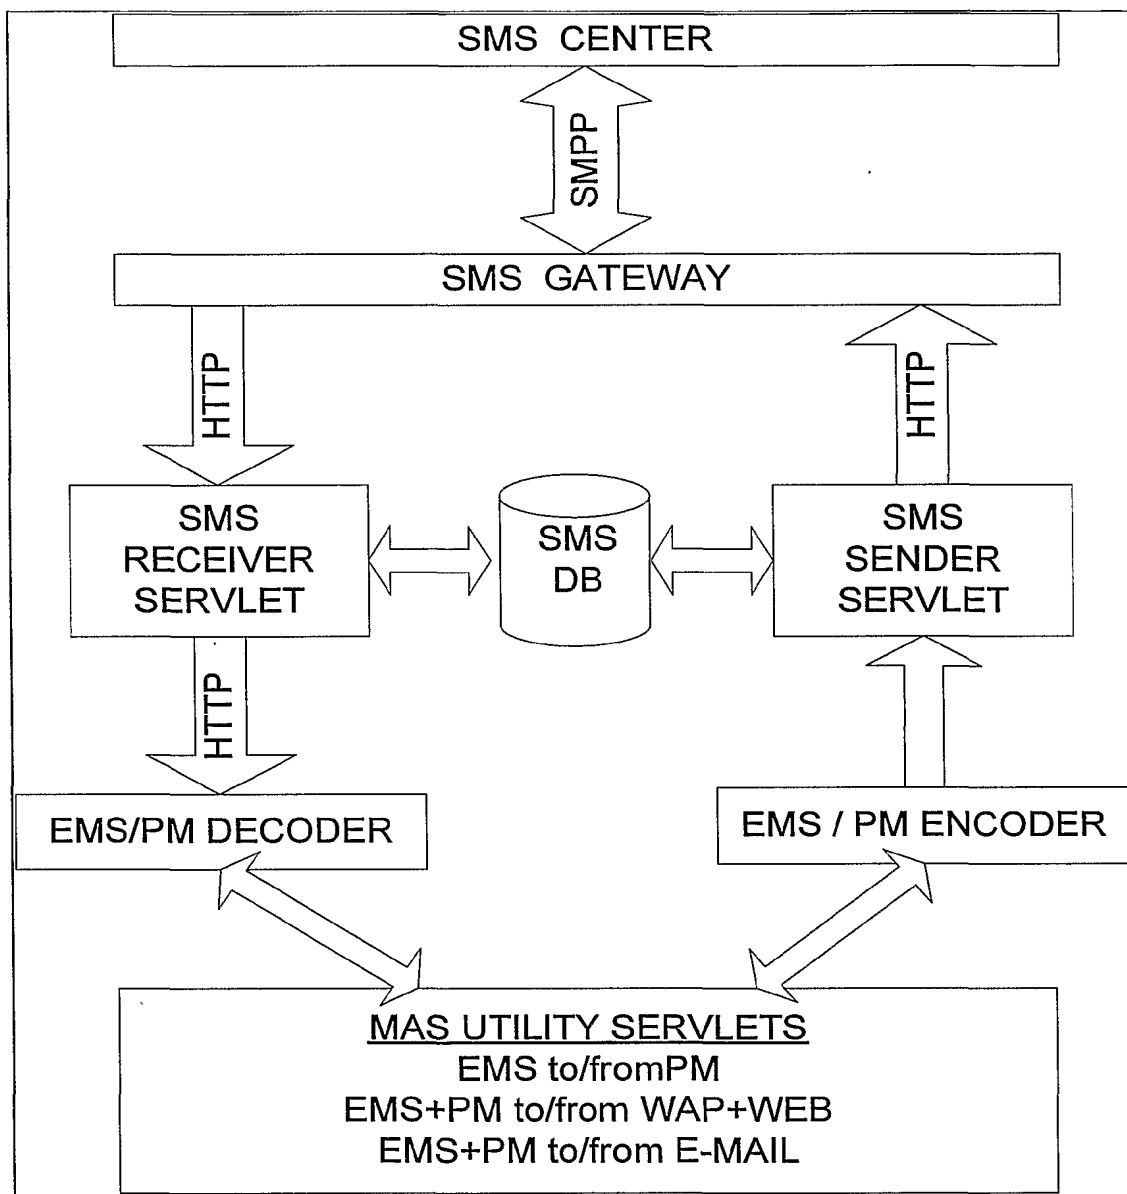 SMS CENTER
SMPP
SMS GATEWAY
HTTP
HTTP
SMS
RECEIVER
SERVLET
SMS
DB
SMS
SENDER
SERVLET
HTTP
EMS/PM DECODER
EMS / PM ENCODER
MAS UTILITY SERVLETS
EMS to/fromPM
EMS+PM to/from WAP+WEB
EMS+PM to/from E-MAIL